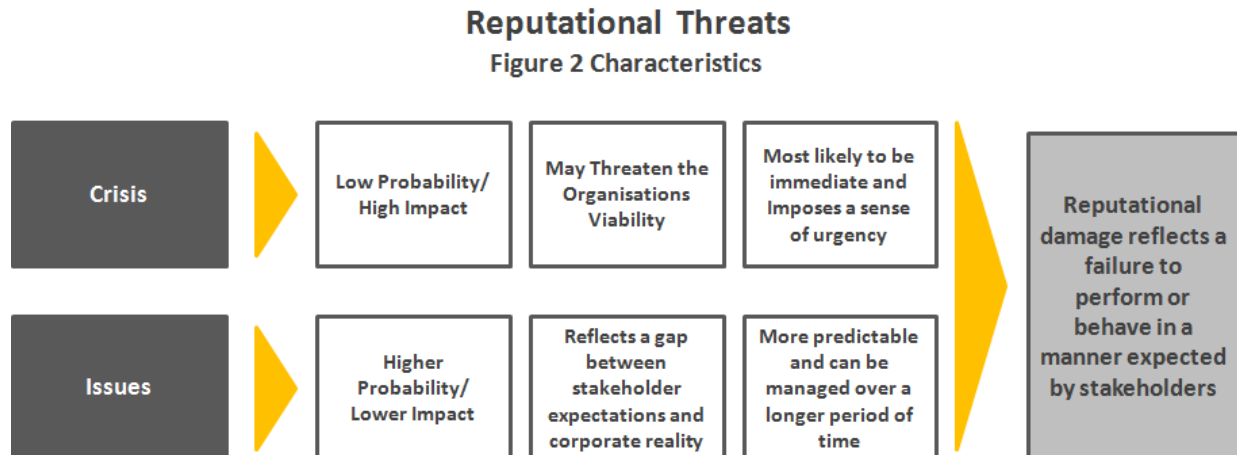 Reputational Threats
Figure 2 Characteristics
Crisis
Low Probability/
High Impact
May Threaten the
Organisations
Viability
Most likely to be
immediate and
Imposes a sense
of urgency
Issues
Higher
Probability/
Lower Impact
Reflects a gap
between
stakeholder
expectations and
corporate reality
More predictable
and can be
managed over a
longer period of
time
Reputational
damage reflects a
failure to
perform or
behave in a
manner expected
by stakeholders